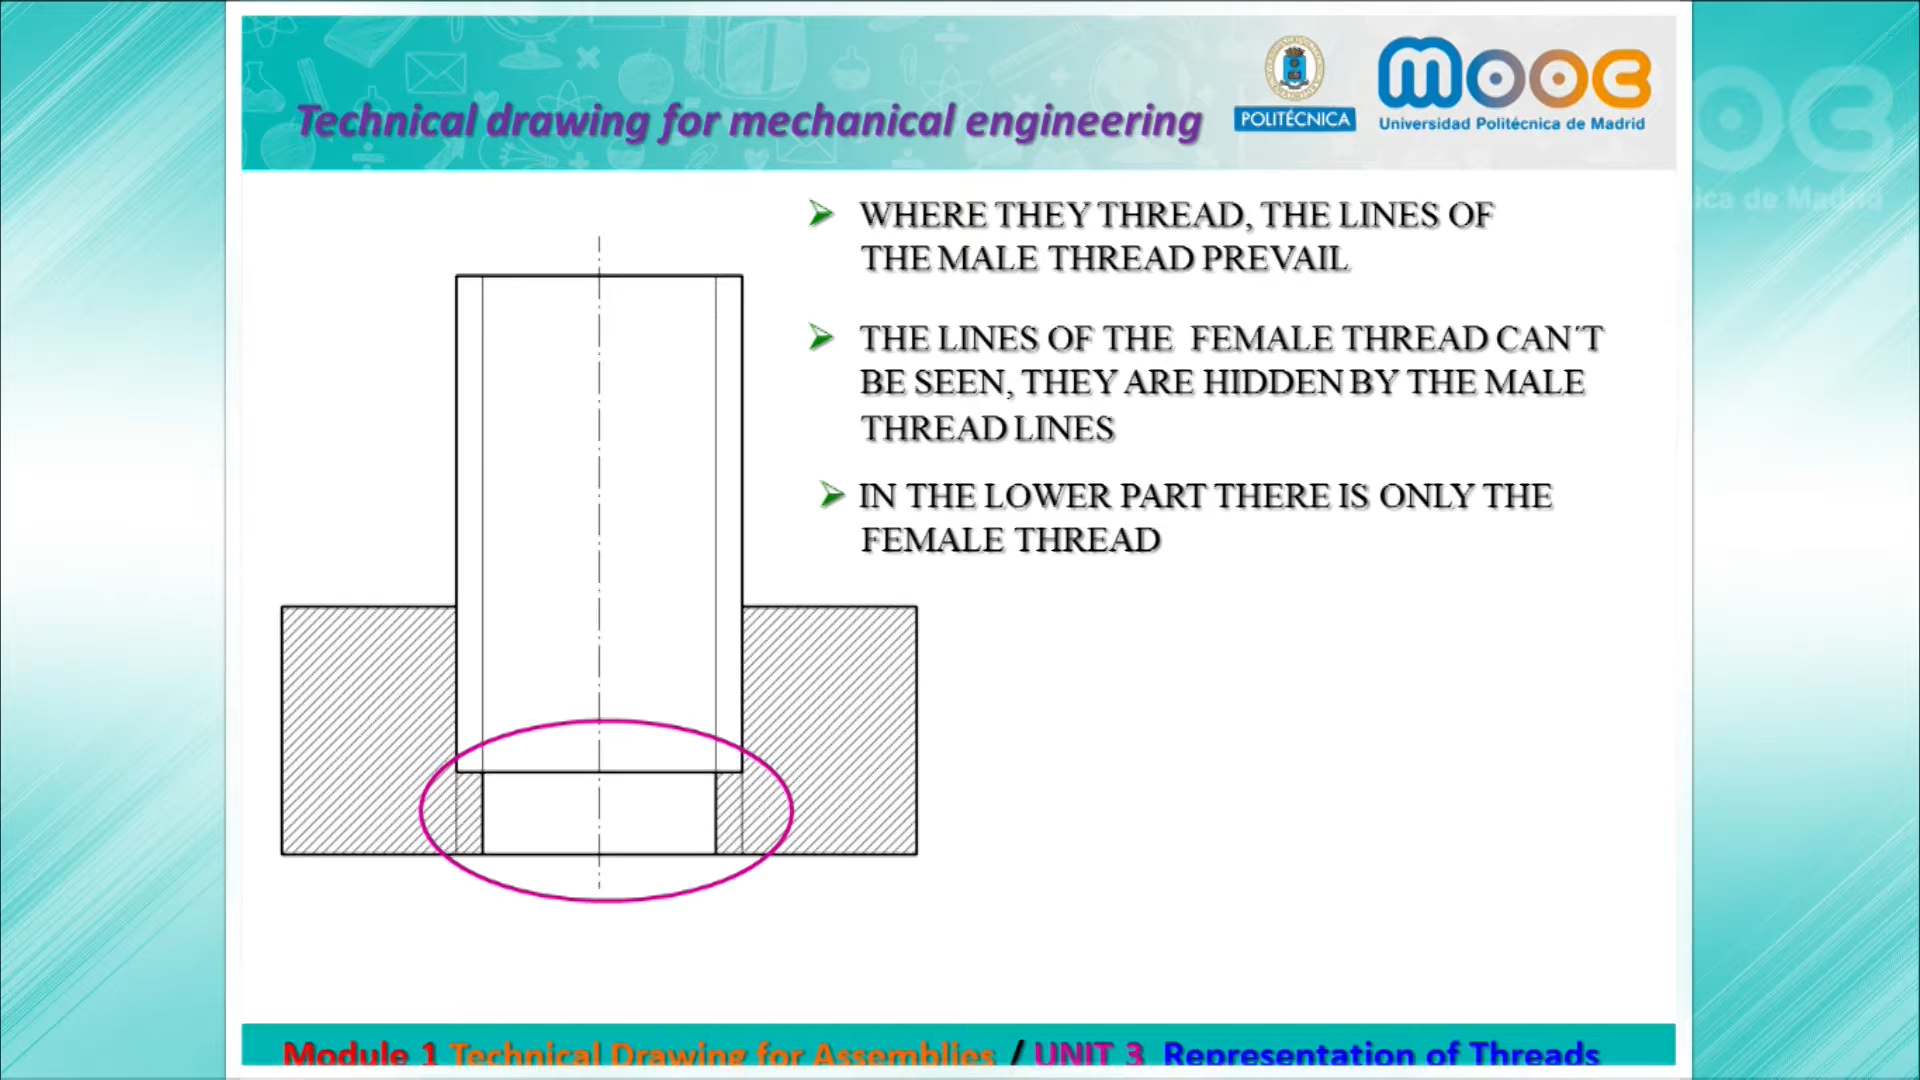 Technical drawing for mechanical engineering
POLITÉCNICA
mooc
Universidad Politécnica de Madrid
ica de Madrid
WHERE THEY THREAD, THE LINES OF
THE MALE THREAD PREVAIL
THE LINES OF THE FEMALE THREAD CAN´T
BE SEEN, THEY ARE HIDDEN BY THE MALE
THREAD LINES
IN THE LOWER PART THERE IS ONLY THE
FEMALE THREAD
Module 1 Technical Drawing for Assemblies / UNIT 3 Representation of Threads